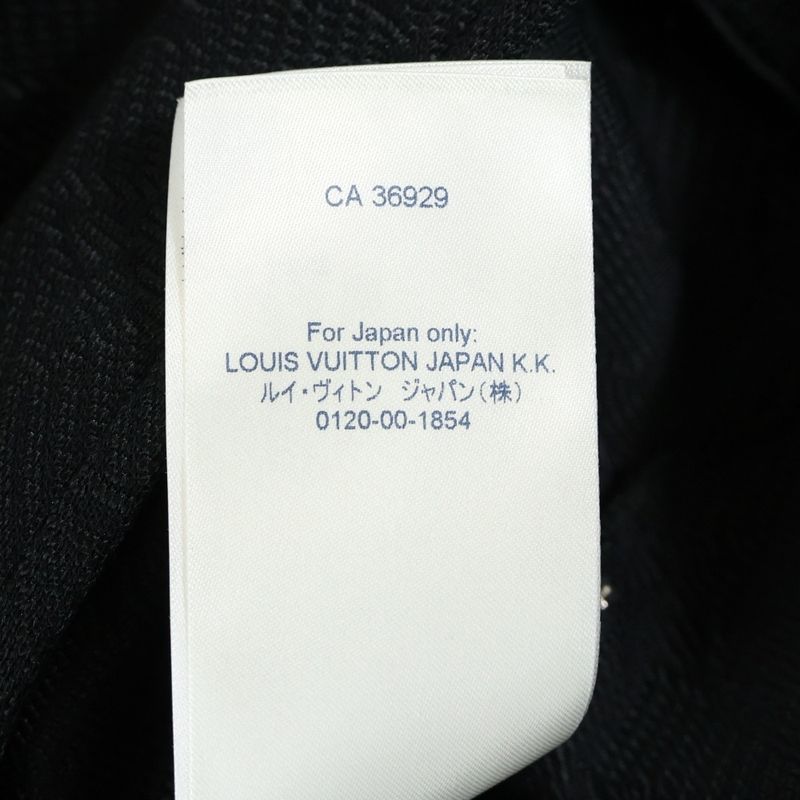 CA 36929
For Japan only:
LOUIS VUITTON JAPAN K.K.
ルイ・ヴィトン ジャパン(株)
0120-00-1854